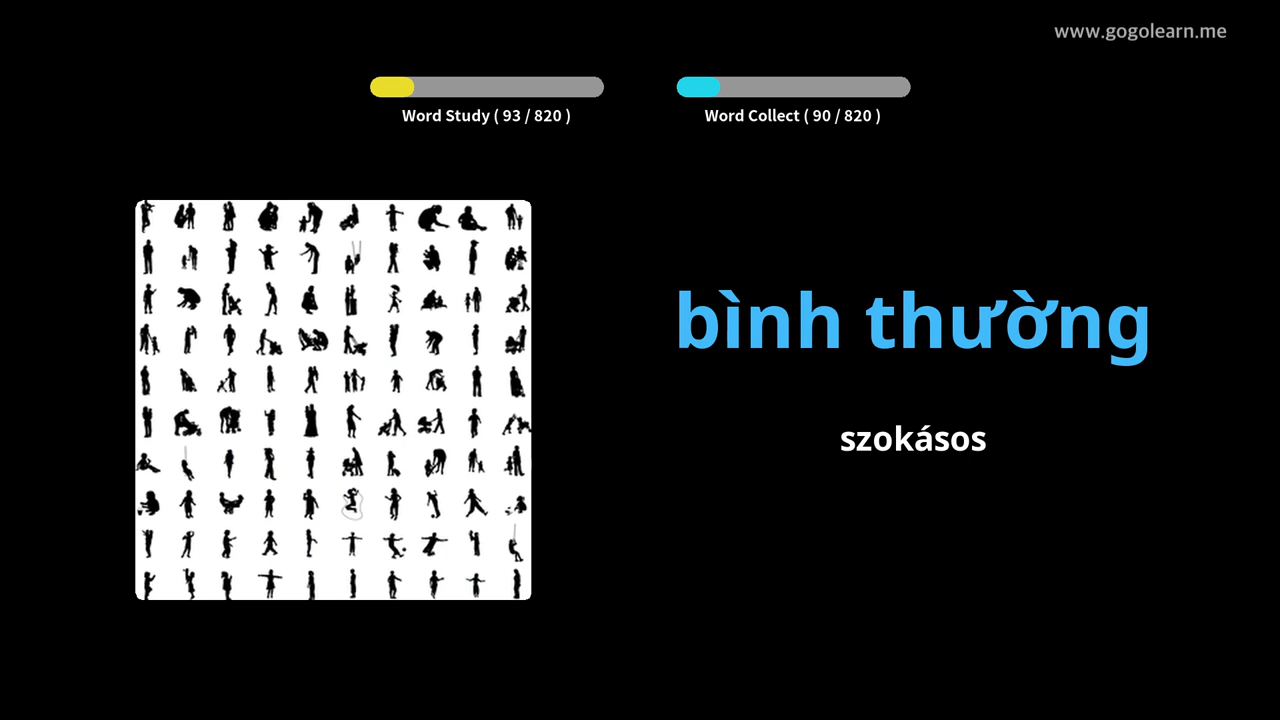 www.gogolearn.me
Word Study ( 93 / 820 )
Word Collect ( 90 / 820 )
bình thường
szokásos